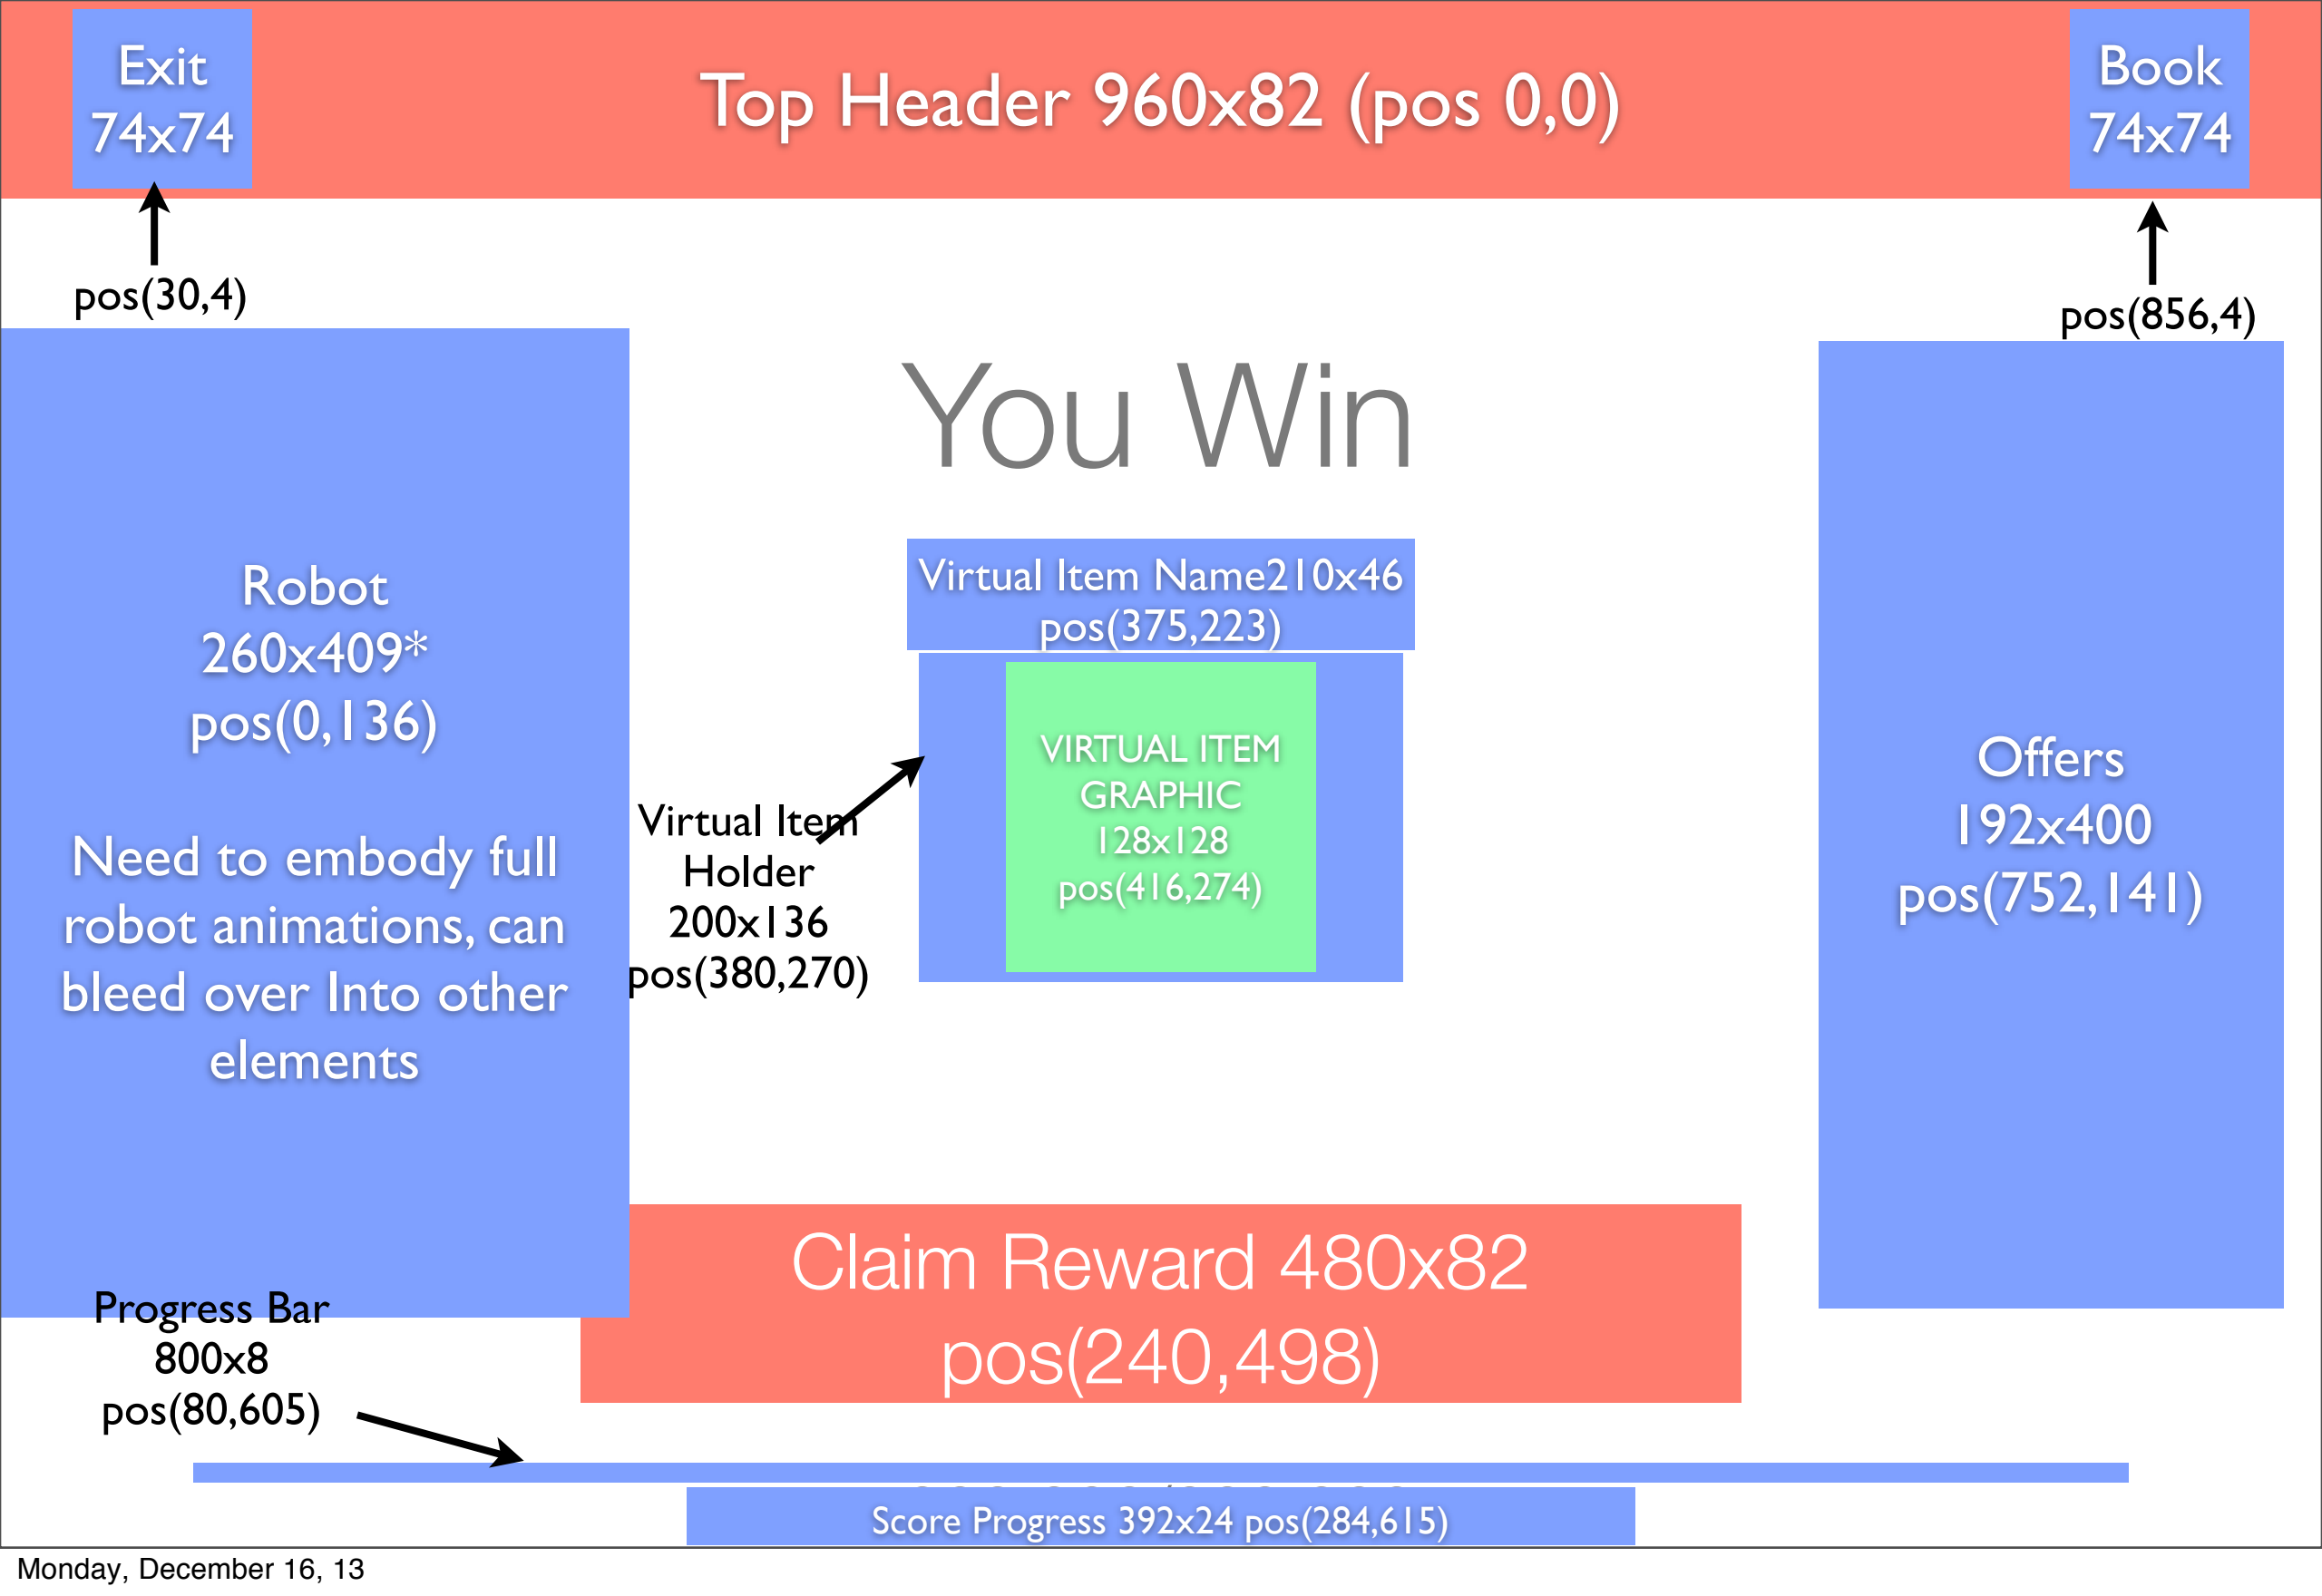 Exit
74x74
Top Header 960x82 (pos 0,0)
Book
74x74
pos(30,4)
pos(856,4)
You Win
Robot
260x409*
pos(0,136)
Need to embody full
robot animations, can
bleed over Into other
elements
Virtual Item Name210x46
pos(375,223)
VIRTUAL ITEM
GRAPHIC
128x128
pos(416,274)
Virtual Item
Holder
200x136
pos(380,270)
Offers
192x400
pos(752,141)
Claim Reward 480x82
pos(240,498)
Progress Bar
800x8
pos(80,605)
Score Progress 392x24 pos(284,615)
Monday, December 16, 13